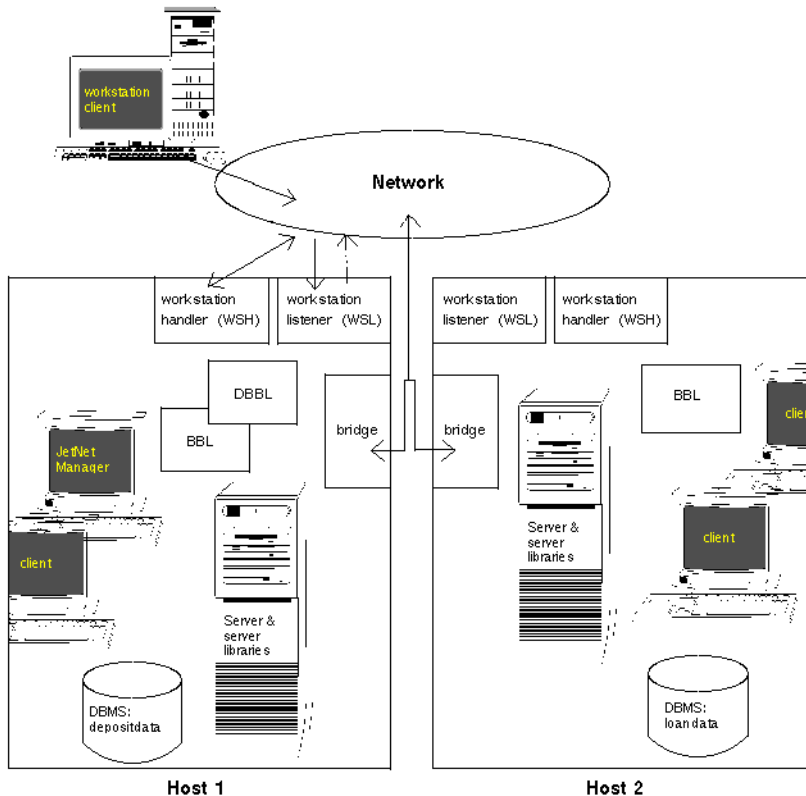 workstation
client
Network
workstation
handler (WSH)
workstation
listener (WSL)
workstation
listener (WSL)
workstation
handler (WSH)
DBBL
BBL
bridge
bridge
BBL
JetNet
Manager
client
Server &
server
libraries
DBMS:
depositdata
Server &
server
libraries
client
DBMS:
loandata
Host 1
Host 2